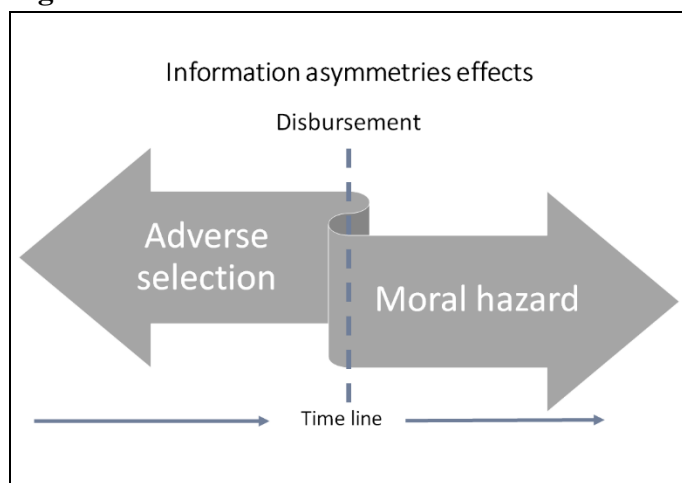 Information asymmetries effects
Disbursement
Adverse
selection
Moral hazard
Time line